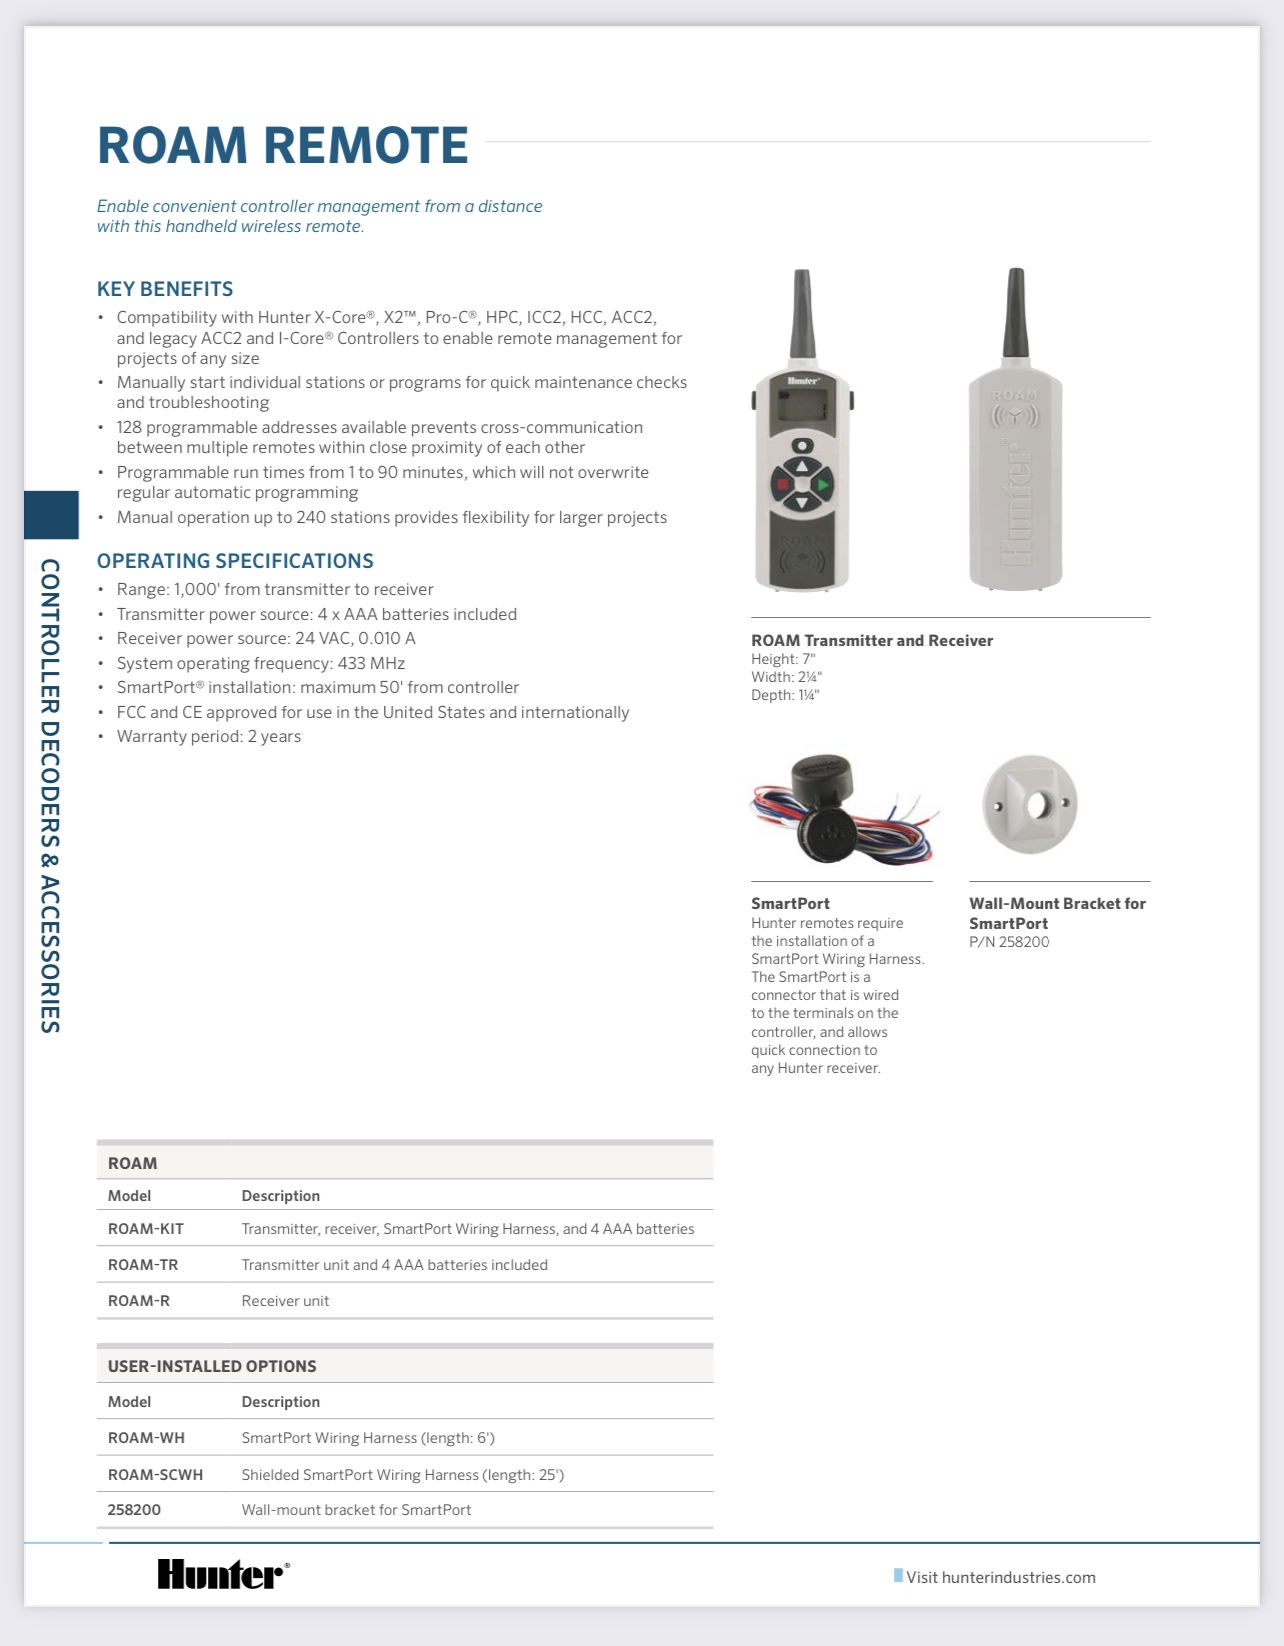 ROAM REMOTE
Enable convenient controller management from a distance
with this handheld wireless remote.
KEY BENEFITS
• Compatibility with Hunter X-Core®, X2™, Pro-C®, HPC, ICC2, HCC, ACC2,
and legacy ACC2 and I-Core® Controllers to enable remote management for
projects of any size
• Manually start individual stations or programs for quick maintenance checks
and troubleshooting
• 128 programmable addresses available prevents cross-communication
between multiple remotes within close proximity of each other
• Programmable run times from 1 to 90 minutes, which will not overwrite
regular automatic programming
• Manual operation up to 240 stations provides flexibility for larger projects
OPERATING SPECIFICATIONS
• Range: 1,000' from transmitter to receiver
• Transmitter power source: 4 x AAA batteries included
• Receiver power source: 24 VAC, 0.010 A
• System operating frequency: 433 MHz
• SmartPort® installation: maximum 50' from controller
• FCC and CE approved for use in the United States and internationally
• Warranty period: 2 years
CONTROLLER DECODERS & ACCESSORIES
Hunter®
ROAM
ROAM
Hunter®
ROAM Transmitter and Receiver
Height: 7"
Width: 2¼"
Depth: 1¼"
SmartPort
Hunter remotes require
the installation of a
SmartPort Wiring Harness.
The SmartPort is a
connector that is wired
to the terminals on the
controller, and allows
quick connection to
any Hunter receiver.
Wall-Mount Bracket for
SmartPort
P/N 258200
ROAM
Model Description
ROAM-KIT Transmitter, receiver, SmartPort Wiring Harness, and 4 AAA batteries
ROAM-TR Transmitter unit and 4 AAA batteries included
ROAM-R Receiver unit
USER-INSTALLED OPTIONS
Model Description
ROAM-WH SmartPort Wiring Harness (length: 6')
ROAM-SCWH Shielded SmartPort Wiring Harness (length: 25')
258200 Wall-mount bracket for SmartPort
Hunter®
Visit hunterindustries.com